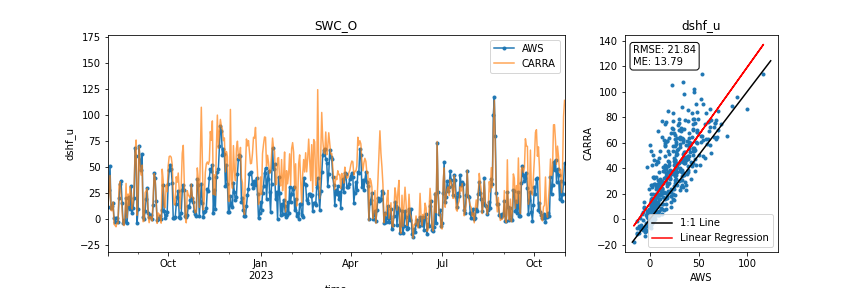 SWC_O
dshf_u
175
150
125
100
75
50
25
0
−25
dshf_u
AWS
CARRA
Oct
Jan
2023
Apr
Jul
Oct
time
140
120
100
80
60
40
20
0
−20
CARRA
RMSE: 21.84
ME: 13.79
1:1 Line
Linear Regression
0
50
100
AWS